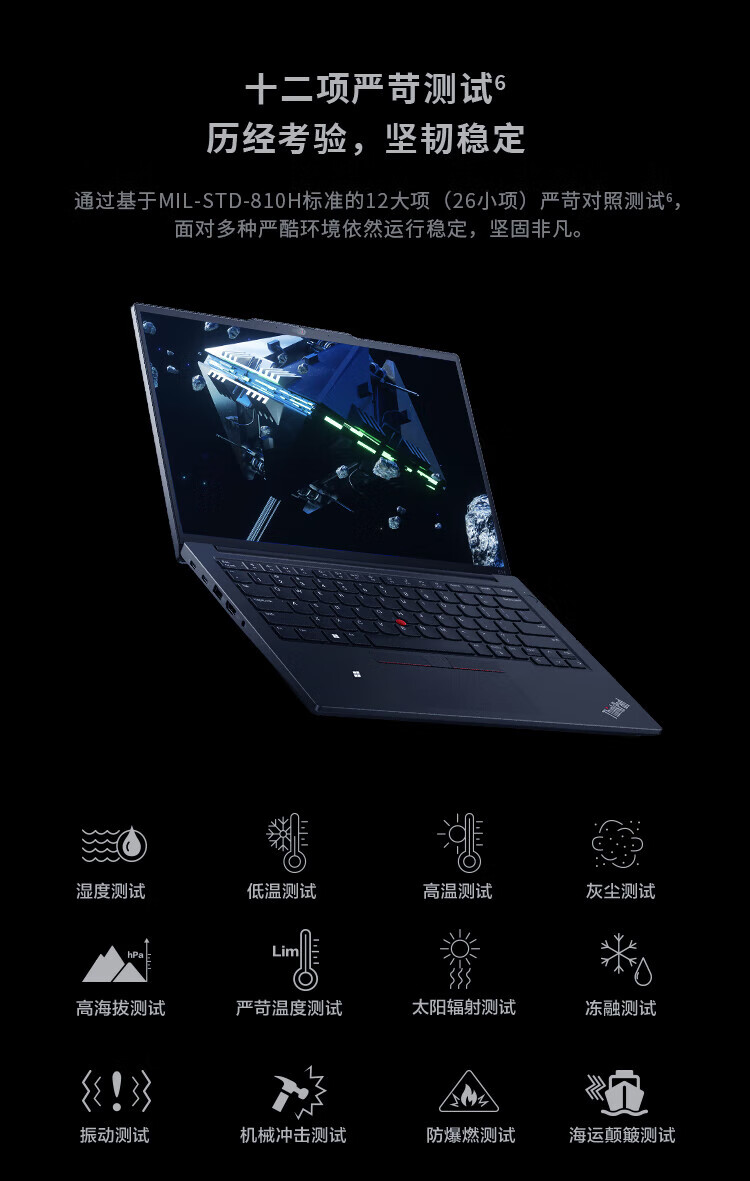 十二项严苛测试⁶
历经考验，坚韧稳定
通过基于MIL-STD-810H标准的12大项（26小项）严苛对照测试⁶，
面对多种严酷环境依然运行稳定，坚固非凡。
ThinkPad
湿度测试 低温测试 高温测试 灰尘测试
hPa Lim
高海拔测试 严苛温度测试 太阳辐射测试 冻融测试
振动测试 机械冲击测试 防爆燃测试 海运颠簸测试